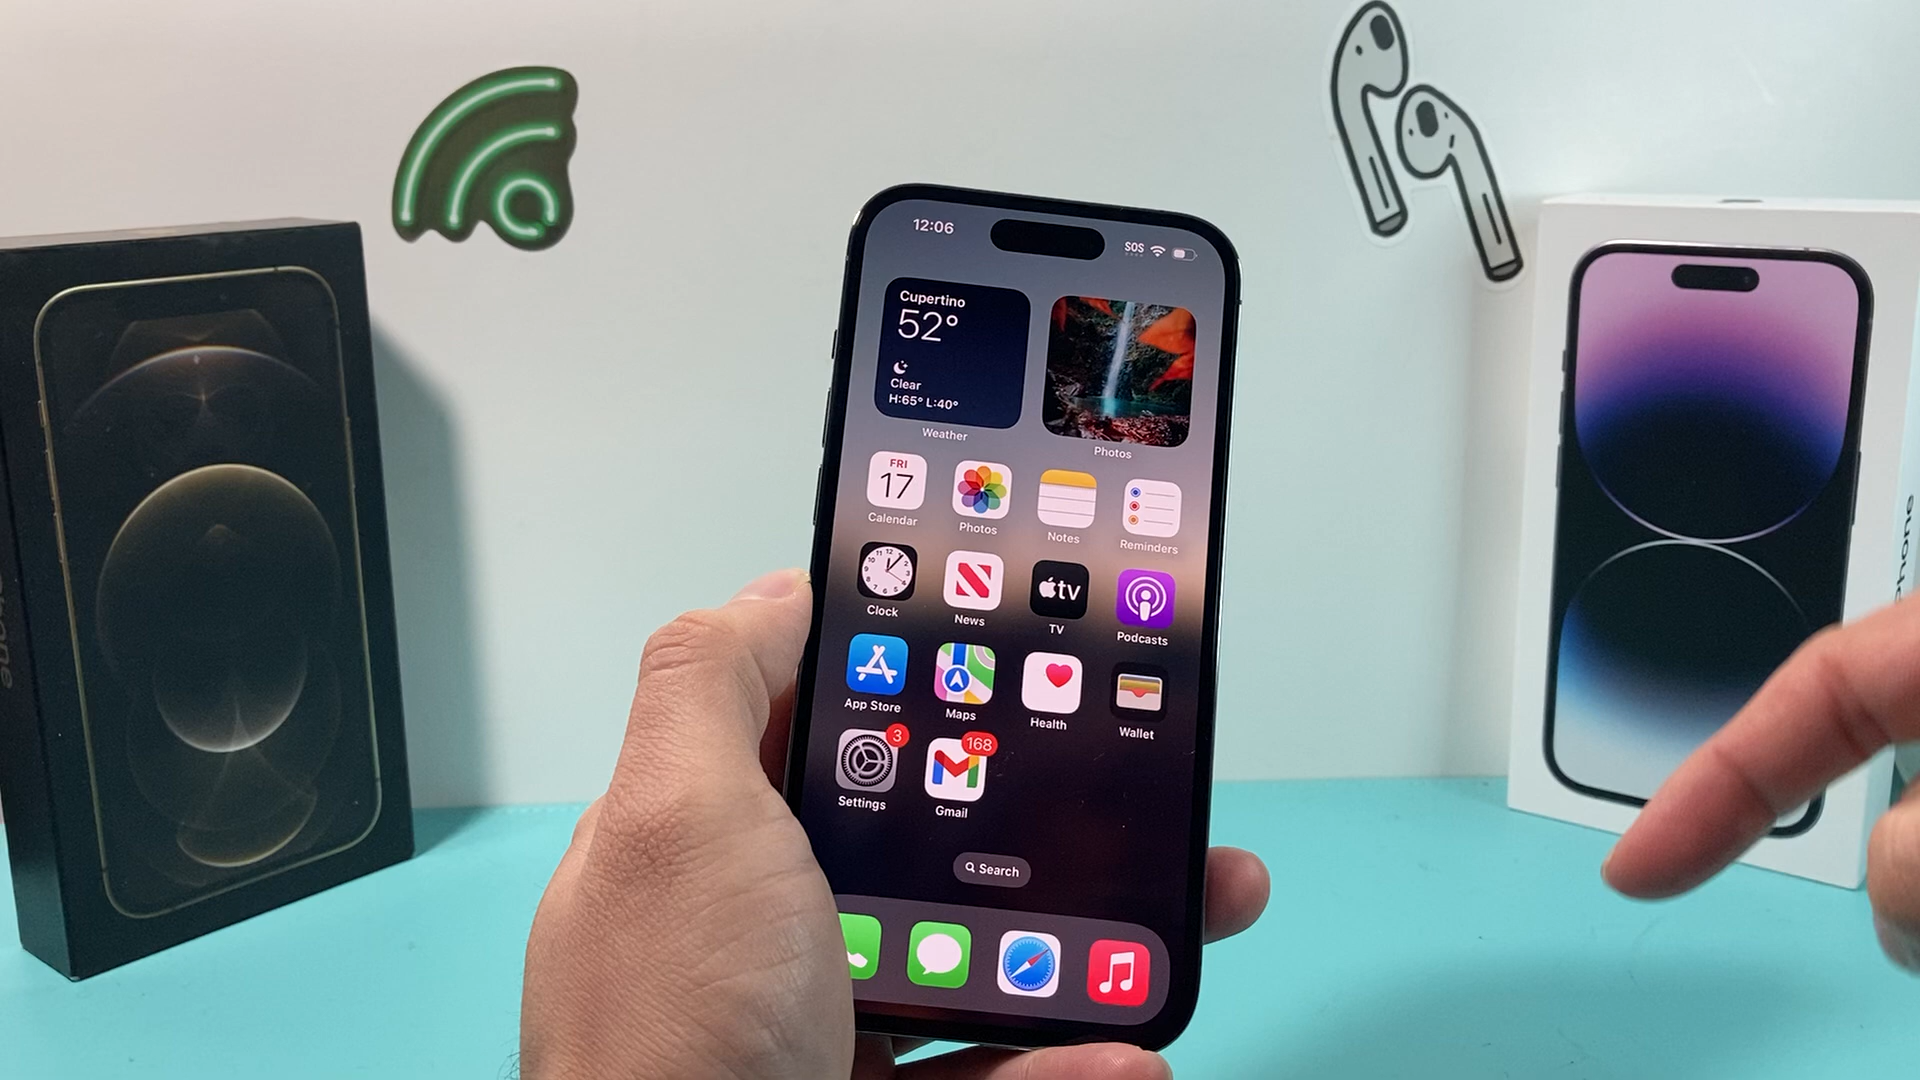 12:06
SOS
Cupertino
52°
Clear
H:65° L:40°
Weather
Photos
FRI
17
Calendar
Photos
Notes
Reminders
Clock
News
tv
TV
Podcasts
App Store
Maps
Health
Wallet
3
168
Settings
Gmail
Search